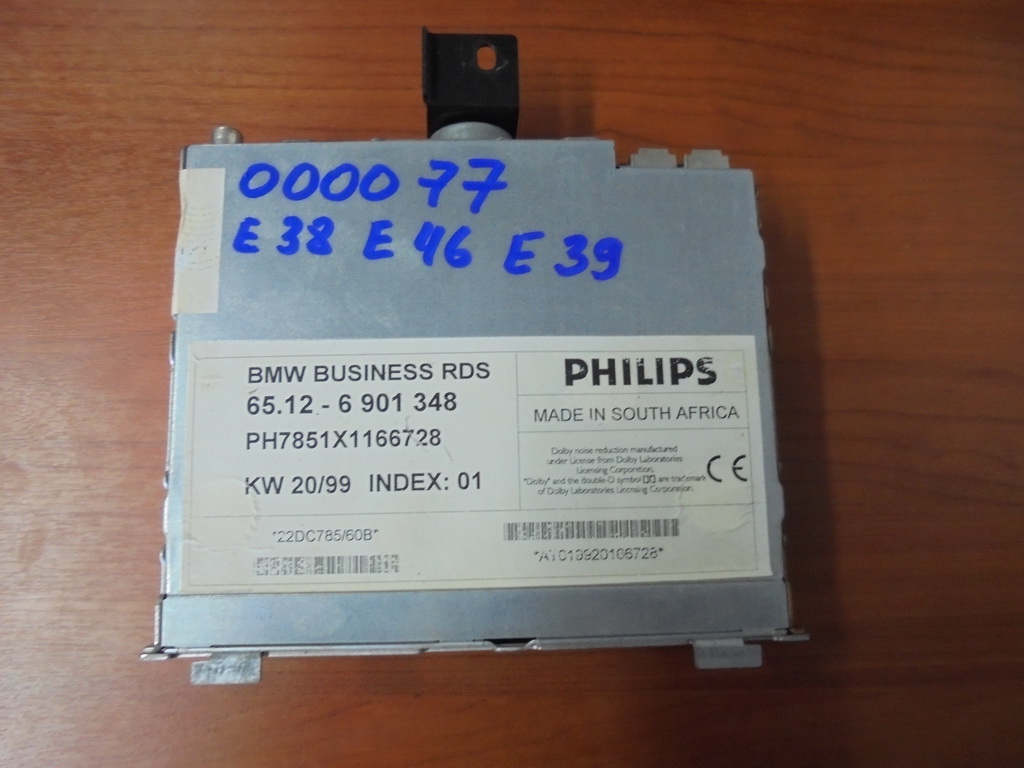 0000 77
E 38 E 46 E 39
BMW BUSINESS RDS
65.12 - 6 901 348
PH7851X1166728
KW 20/99 INDEX: 01
PHILIPS
MADE IN SOUTH AFRICA
Dolby noise reduction manufactured
under License from Dolby Laboratories
Licensing Corporation.
"Dolby" and the double-D symbol are trademark
of Dolby Laboratories Licensing Corporation.
CE
*22DC785/60B*